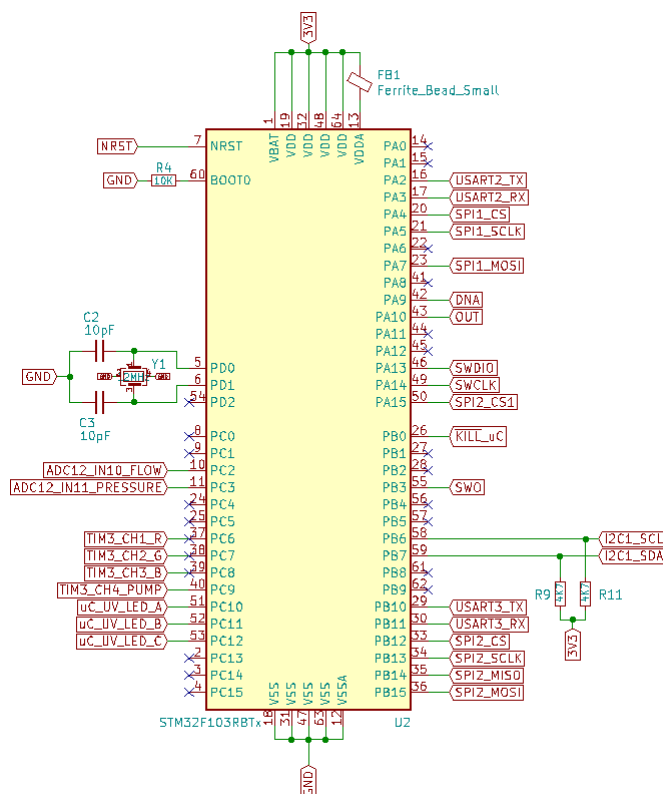 3V3
FB1
Ferrite_Bead_Small
1 19 32 48 64 13
VBAT VDD VDD VDD VDD VDDA
NRST 7 NRST
GND R4 10K 60 BOOT0
C2
10pF
GND
Y1
2MH
C3
10pF
5 PD0
6 PD1
54 PD2
8 PC0
9 PC1
ADC12_IN10_FLOW 10 PC2
ADC12_IN11_PRESSURE 11 PC3
24 PC4
25 PC5
TIM3_CH1_R 37 PC6
TIM3_CH2_G 38 PC7
TIM3_CH3_B 39 PC8
TIM3_CH4_PUMP 40 PC9
uC_UV_LED_A 51 PC10
uC_UV_LED_B 52 PC11
uC_UV_LED_C 53 PC12
2 PC13
3 PC14
4 PC15
PA0 14
PA1 15
PA2 16 USART2_TX
PA3 17 USART2_RX
PA4 20 SPI1_CS
PA5 21 SPI1_SCLK
PA6 22
PA7 23 SPI1_MOSI
PA8 41
PA9 42 DNA
PA10 43 OUT
PA11 44
PA12 45
PA13 46 SWDIO
PA14 49 SWCLK
PA15 50 SPI2_CS1
PB0 26 KILL_uC
PB1 27
PB2 28
PB3 55 SWO
PB4 56
PB5 57
PB6 58 I2C1_SCL
PB7 59 I2C1_SDA
PB8 61
PB9 62
PB10 29 USART3_TX
PB11 30 USART3_RX
PB12 33 SPI2_CS
PB13 34 SPI2_SCLK
PB14 35 SPI2_MISO
PB15 36 SPI2_MOSI
R9 4K7 4K7 R11
3V3
VSS VSS VSS VSS VSSA
18 31 47 63 12
STM32F103RBTx U2
GND